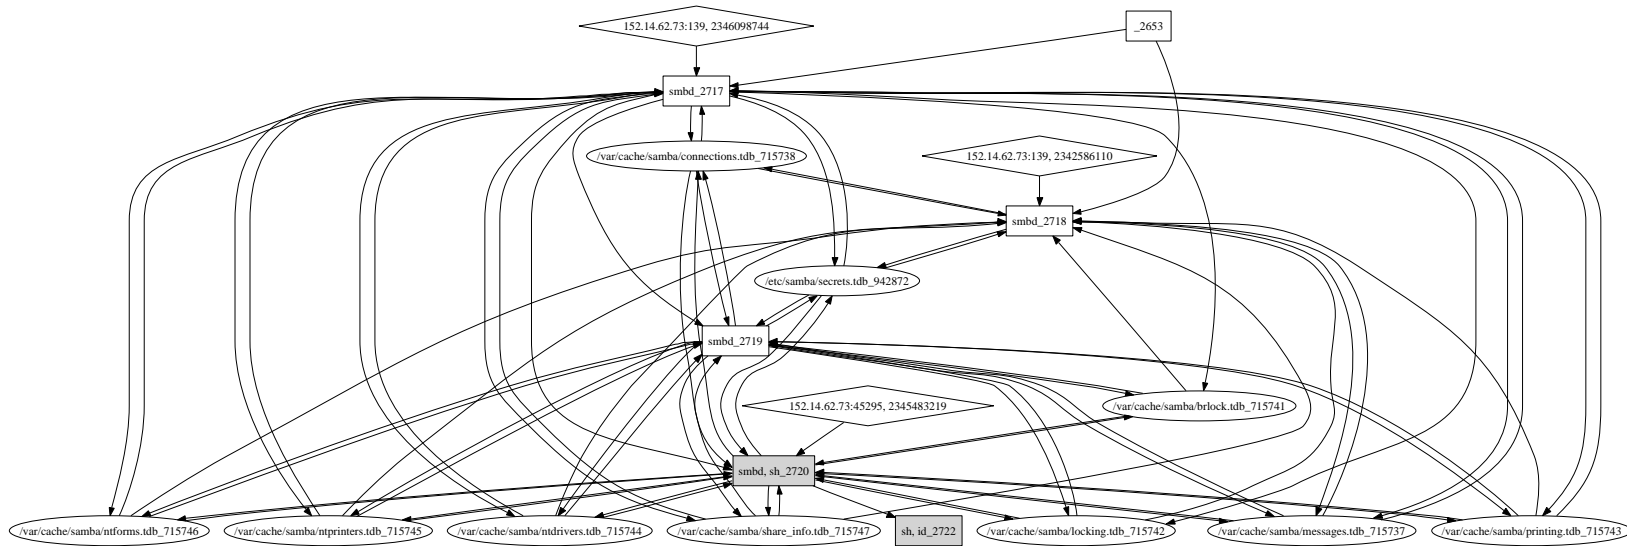 152.14.62.73:139, 2346098744
_2653
smbd_2717
/var/cache/samba/connections.tdb_715738
152.14.62.73:139, 2342586110
smbd_2718
/etc/samba/secrets.tdb_942872
smbd_2719
152.14.62.73:45295, 2345483219
/var/cache/samba/brlock.tdb_715741
smbd, sh_2720
/var/cache/samba/ntforms.tdb_715746
/var/cache/samba/ntprinters.tdb_715745
/var/cache/samba/ntdrivers.tdb_715744
/var/cache/samba/share_info.tdb_715747
sh, id_2722
/var/cache/samba/locking.tdb_715742
/var/cache/samba/messages.tdb_715737
/var/cache/samba/printing.tdb_715743